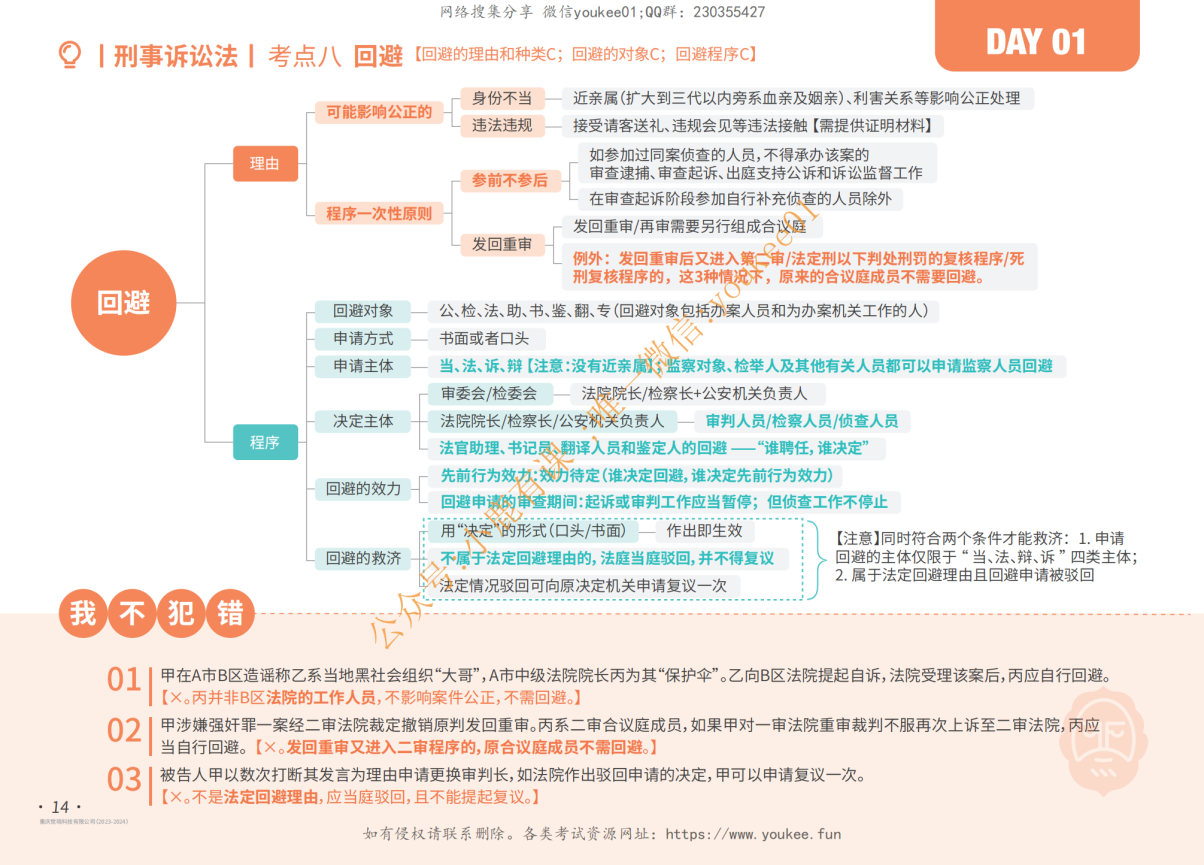 网络搜集分享 微信youkee01;QQ群: 230355427
DAY 01
|刑事诉讼法| 考点八 回避【回避的理由和种类C；回避的对象C；回避程序C】
回避
理由
可能影响公正的
身份不当
近亲属(扩大到三代以内旁系血亲及姻亲)、利害关系等影响公正处理
违法违规
接受请客送礼、违规会见等违法接触【需提供证明材料】
程序一次性原则
参前不参后
如参加过同案侦查的人员,不得承办该案的
审查逮捕、审查起诉、出庭支持公诉和诉讼监督工作
在审查起诉阶段参加自行补充侦查的人员除外
发回重审
发回重审/再审需要另行组成合议庭
例外：发回重审后又进入第二审/法定刑以下判处刑罚的复核程序/死
刑复核程序的，这3种情况下，原来的合议庭成员不需要回避。
程序
回避对象
公、检、法、助、书、鉴、翻、专(回避对象包括办案人员和为办案机关工作的人)
申请方式
书面或者口头
申请主体
当、法、诉、辩【注意:没有近亲属】；监察对象、检举人及其他有关人员都可以申请监察人员回避
决定主体
审委会/检委会
法院院长/检察长+公安机关负责人
法院院长/检察长/公安机关负责人
审判人员/检察人员/侦查人员
法官助理、书记员、翻译人员和鉴定人的回避 ——“谁聘任,谁决定”
回避的效力
先前行为效力:效力待定(谁决定回避,谁决定先前行为效力)
回避申请的审查期间:起诉或审判工作应当暂停；但侦查工作不停止
回避的救济
用“决定”的形式(口头/书面)
作出即生效
不属于法定回避理由的,法庭当庭驳回,并不得复议
法定情况驳回可向原决定机关申请复议一次
【注意】同时符合两个条件才能救济：1. 申请
回避的主体仅限于“当、法、辩、诉”四类主体；
2. 属于法定回避理由且回避申请被驳回
公众号:小鹿有课;唯一微信:youkee01
我不犯错
01
甲在A市B区造谣称乙系当地黑社会组织“大哥”,A市中级法院院长丙为其“保护伞”。乙向B区法院提起自诉,法院受理该案后,丙应自行回避。
【×。丙并非B区法院的工作人员,不影响案件公正,不需回避。】
02
甲涉嫌强奸罪一案经二审法院裁定撤销原判发回重审。丙系二审合议庭成员,如果甲对一审法院重审裁判不服再次上诉至二审法院,丙应
当自行回避。【×。发回重审又进入二审程序的,原合议庭成员不需回避。】
03
被告人甲以数次打断其发言为理由申请更换审判长,如法院作出驳回申请的决定,甲可以申请复议一次。
【×。不是法定回避理由,应当庭驳回,且不能提起复议。】
· 14 ·
如有侵权请联系删除。各类考试资源网址: https://www.youkee.fun